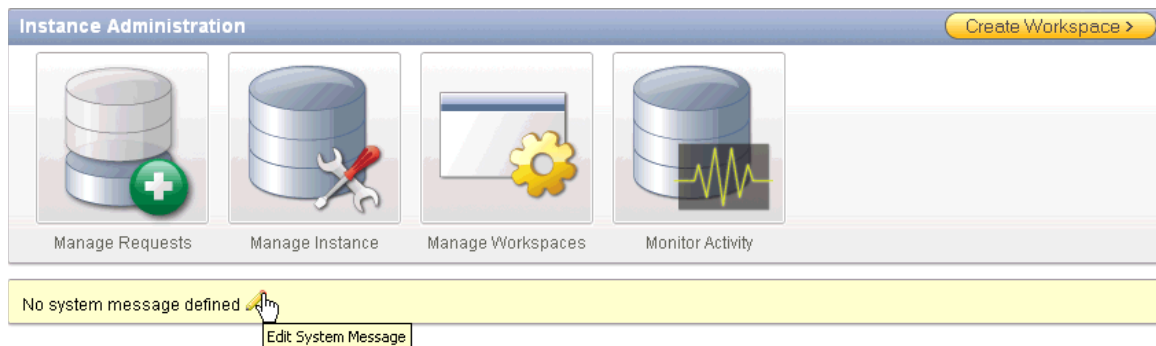 Instance Administration
Create Workspace >
Manage Requests
Manage Instance
Manage Workspaces
Monitor Activity
No system message defined
Edit System Message